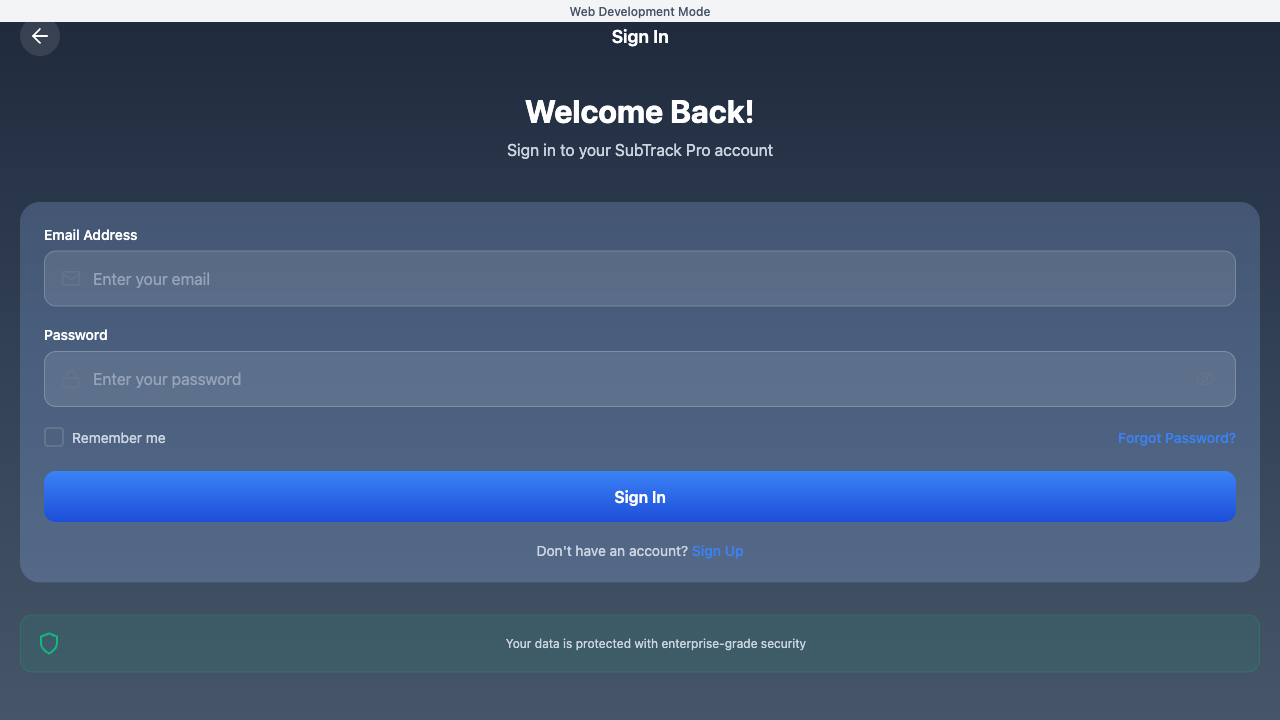 Web Development Mode
Sign In
Welcome Back!
Sign in to your SubTrack Pro account
Email Address
Enter your email
Password
Enter your password
Remember me
Forgot Password?
Sign In
Don't have an account? Sign Up
Your data is protected with enterprise-grade security